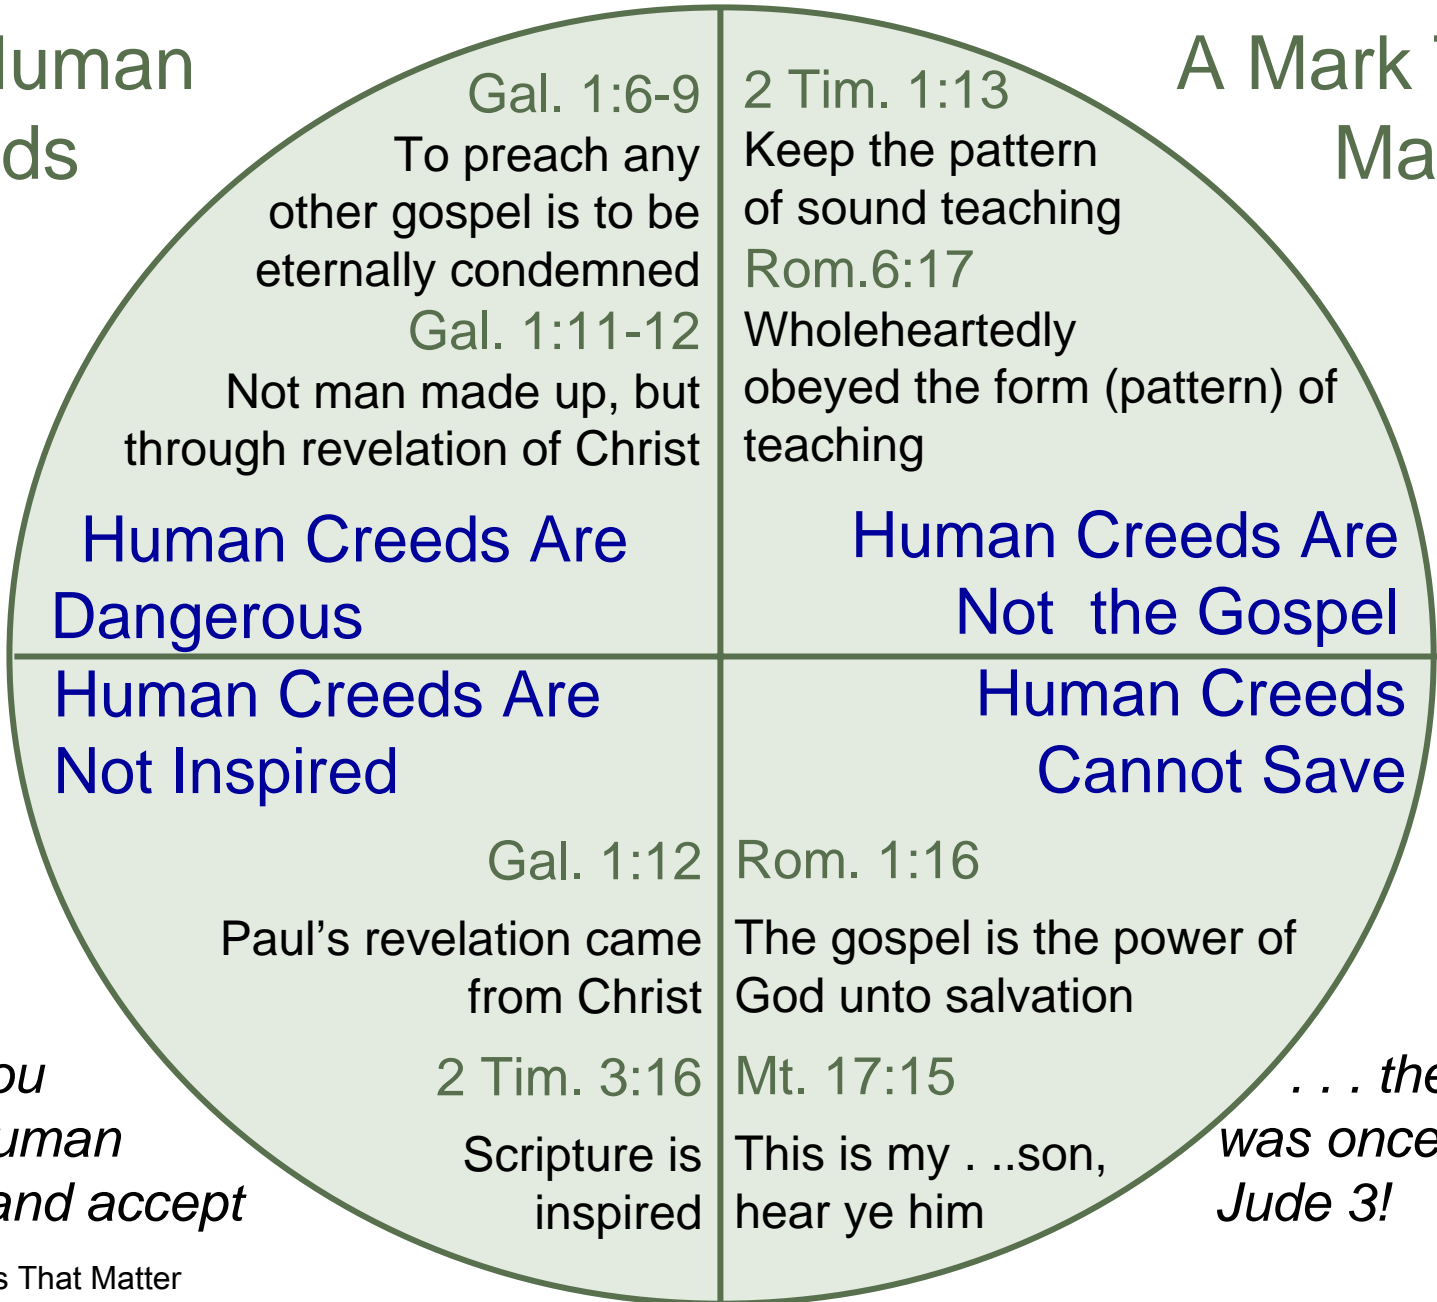 uman
ds
A Mark
Ma
Gal. 1:6-9
To preach any
other gospel is to be
eternally condemned
Gal. 1:11-12
Not man made up, but
through revelation of Christ
Human Creeds Are
Dangerous
2 Tim. 1:13
Keep the pattern
of sound teaching
Rom.6:17
Wholeheartedly
obeyed the form (pattern) of
teaching
Human Creeds Are
Not the Gospel
Human Creeds Are
Not Inspired
Gal. 1:12
Paul’s revelation came
from Christ
2 Tim. 3:16
Scripture is
inspired
Human Creeds
Cannot Save
Rom. 1:16
The gospel is the power of
God unto salvation
Mt. 17:15
This is my . ..son,
hear ye him
ou
uman
and accept
s That Matter
. . . the
was once
Jude 3!